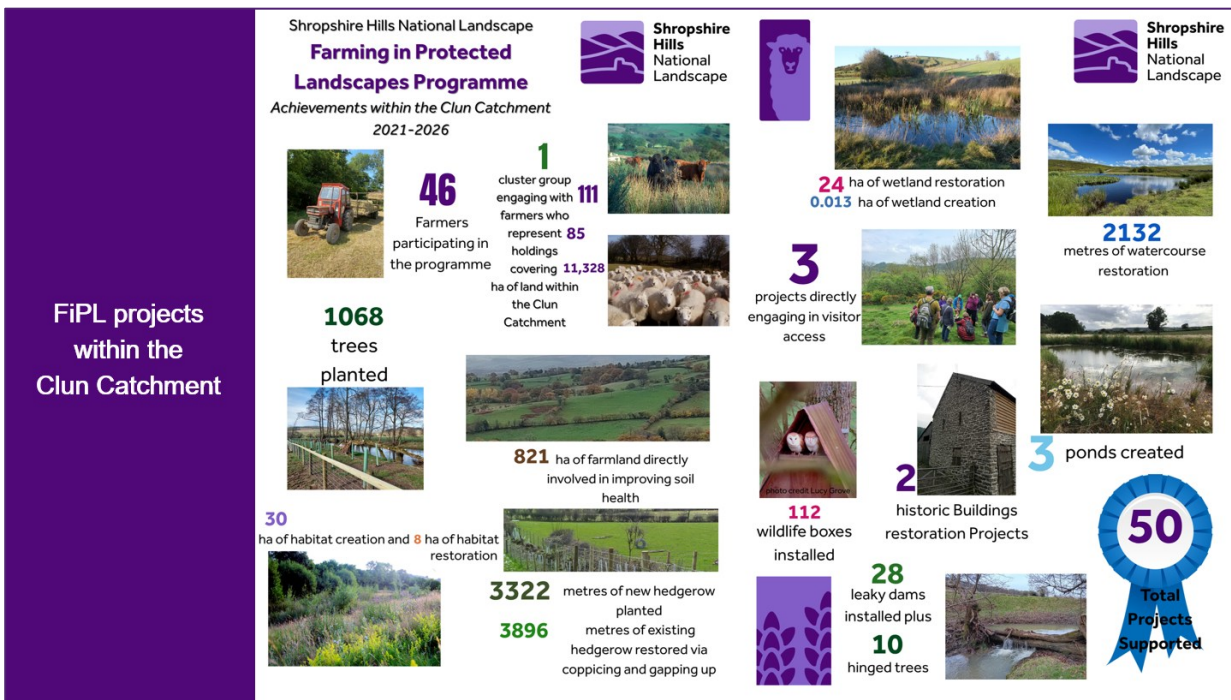 FiPL projects
within the
Clun Catchment
Shropshire Hills National Landscape
Farming in Protected
Landscapes Programme
Achievements within the Clun Catchment
2021-2026
Shropshire
Hills
National
Landscape
46
Farmers
participating in
the programme
1
cluster group
engaging with 111
farmers who
represent 85
holdings
covering 11,328
ha of land within
the Clun
Catchment
1068
trees
planted
821 ha of farmland directly
involved in improving soil
health
30
ha of habitat creation and 8 ha of habitat
restoration
3322 metres of new hedgerow
planted
3896 metres of existing
hedgerow restored via
coppicing and gapping up
Shropshire
Hills
National
Landscape
24 ha of wetland restoration
0.013 ha of wetland creation
2132
metres of watercourse
restoration
3
projects directly
engaging in visitor
access
3 ponds created
photo credit Lucy Grove
112
wildlife boxes
installed
2
historic Buildings
restoration Projects
28
leaky dams
installed plus
10
hinged trees
50
Total
Projects
Supported